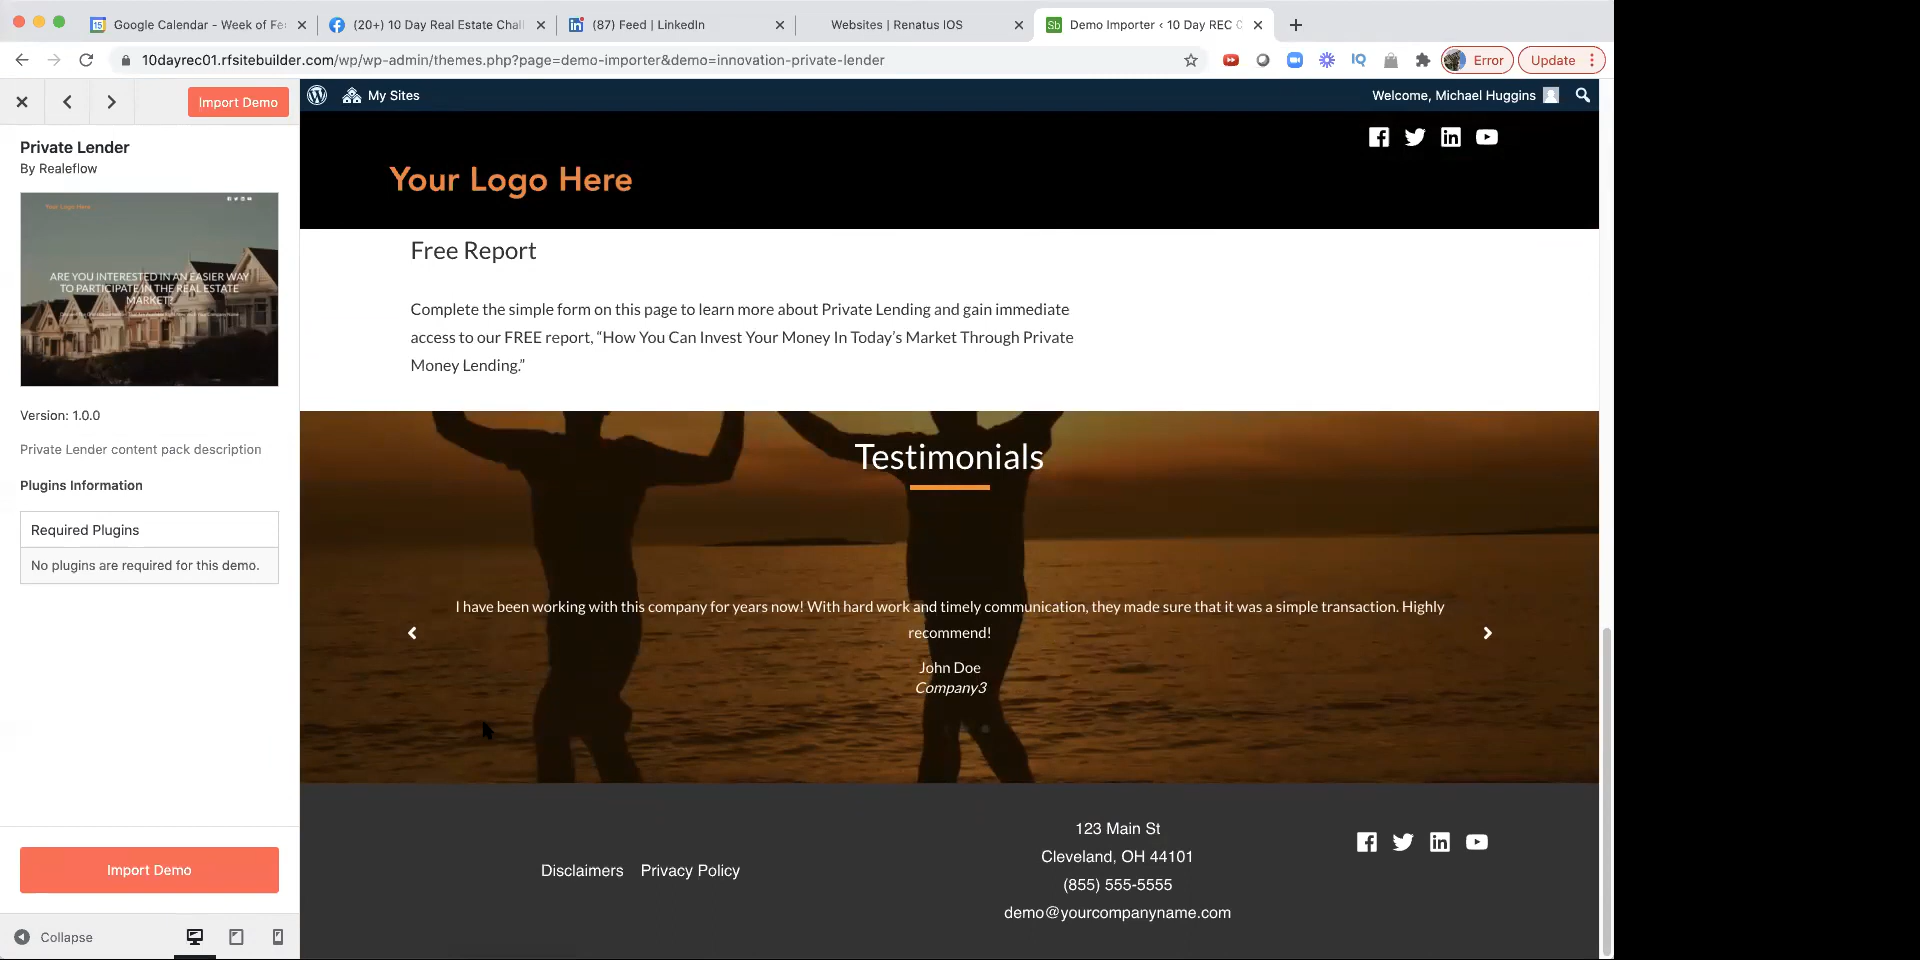 Google Calendar - Week of Fe
(20+) 10 Day Real Estate Chal
(87) Feed | LinkedIn
Websites | Renatus IOS
Sb
Demo Importer ‹ 10 Day REC
10dayrec01.rfsitebuilder.com/wp/wp-admin/themes.php?page=demo-importer&demo=innovation-private-lender
IQ
Error
Update
Import Demo
My Sites
Welcome, Michael Huggins
Private Lender
By Realeflow
Your Logo Here
ARE YOU INTERESTED IN AN EASIER WAY
TO PARTICIPATE IN THE REAL ESTATE
MARKET?
Version: 1.0.0
Private Lender content pack description
Plugins Information
Required Plugins
No plugins are required for this demo.
Import Demo
Collapse
Your Logo Here
Free Report
Complete the simple form on this page to learn more about Private Lending and gain immediate
access to our FREE report, “How You Can Invest Your Money In Today’s Market Through Private
Money Lending.”
Testimonials
I have been working with this company for years now! With hard work and timely communication, they made sure that it was a simple transaction. Highly
recommend!
John Doe
Company3
Disclaimers Privacy Policy
123 Main St
Cleveland, OH 44101
(855) 555-5555
demo@yourcompanyname.com